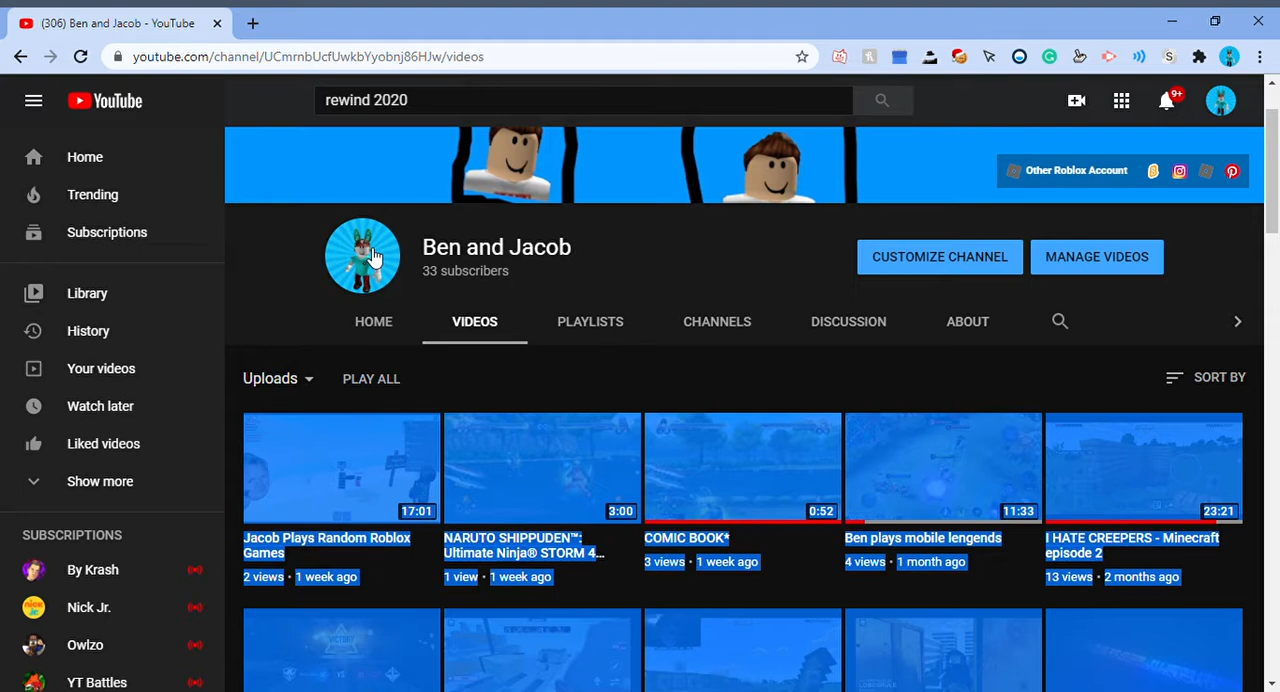 (306) Ben and Jacob - YouTube
youtube.com/channel/UCmrnbUcfUwkbYyobnj86HJw/videos
YouTube
rewind 2020
9+
Home
Trending
Subscriptions
Library
History
Your videos
Watch later
Liked videos
Show more
SUBSCRIPTIONS
By Krash
Nick Jr.
Owlzo
YT Battles
Other Roblox Account
Ben and Jacob
33 subscribers
CUSTOMIZE CHANNEL
MANAGE VIDEOS
HOME VIDEOS PLAYLISTS CHANNELS DISCUSSION ABOUT
Uploads PLAY ALL SORT BY
17:01
Jacob Plays Random Roblox
Games
2 views • 1 week ago
3:00
NARUTO SHIPPUDEN™:
Ultimate Ninja® STORM 4...
1 view • 1 week ago
0:52
COMIC BOOK*
3 views • 1 week ago
11:33
Ben plays mobile lengends
4 views • 1 month ago
23:21
I HATE CREEPERS - Minecraft
episode 2
13 views • 2 months ago